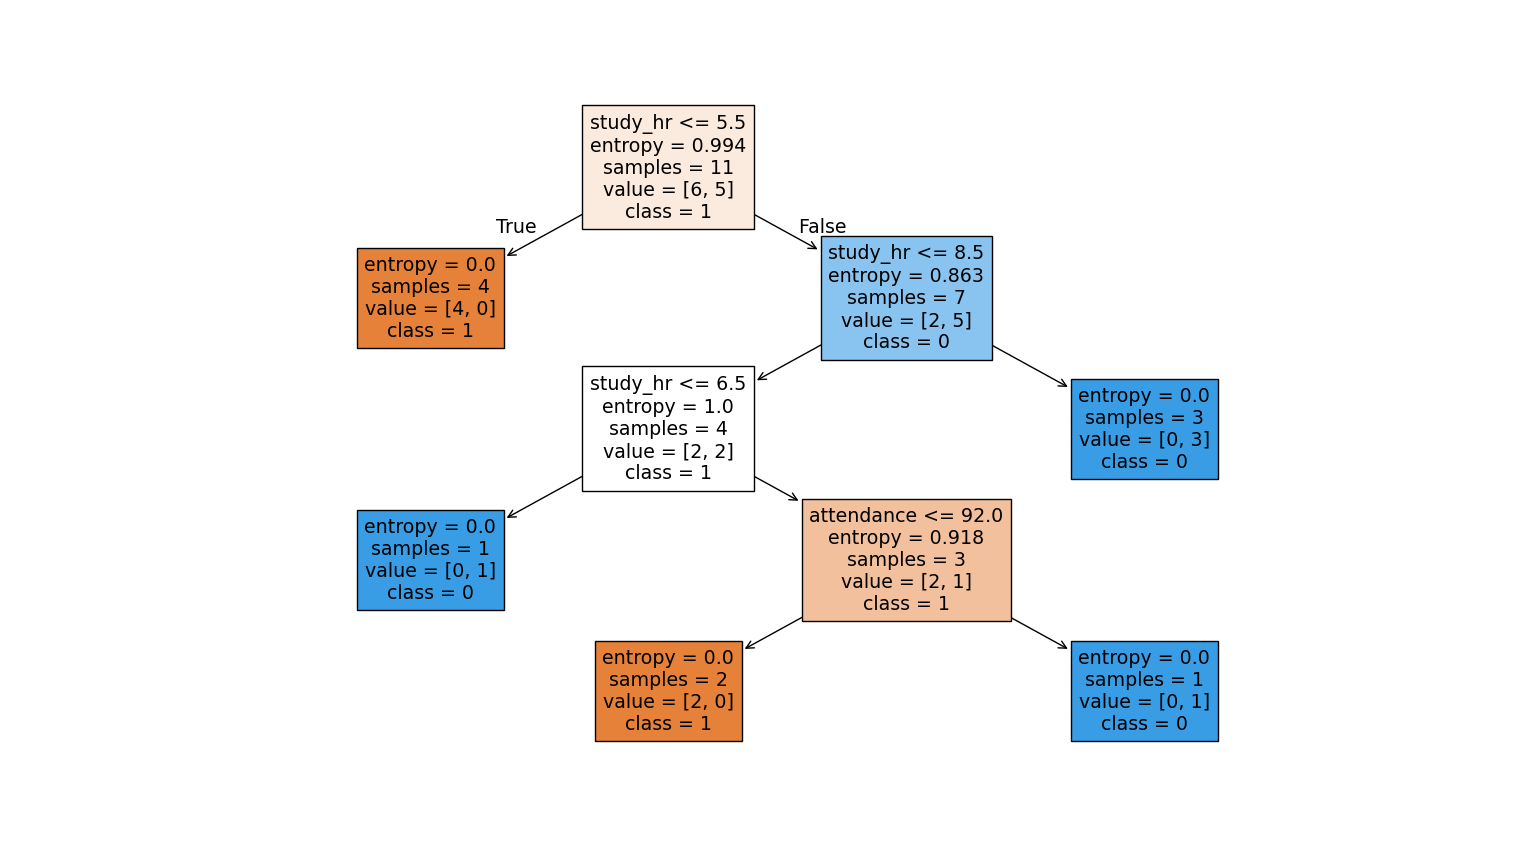 study_hr <= 5.5
entropy = 0.994
samples = 11
value = [6, 5]
class = 1
True
False
entropy = 0.0
samples = 4
value = [4, 0]
class = 1
study_hr <= 8.5
entropy = 0.863
samples = 7
value = [2, 5]
class = 0
study_hr <= 6.5
entropy = 1.0
samples = 4
value = [2, 2]
class = 1
entropy = 0.0
samples = 3
value = [0, 3]
class = 0
entropy = 0.0
samples = 1
value = [0, 1]
class = 0
attendance <= 92.0
entropy = 0.918
samples = 3
value = [2, 1]
class = 1
entropy = 0.0
samples = 2
value = [2, 0]
class = 1
entropy = 0.0
samples = 1
value = [0, 1]
class = 0